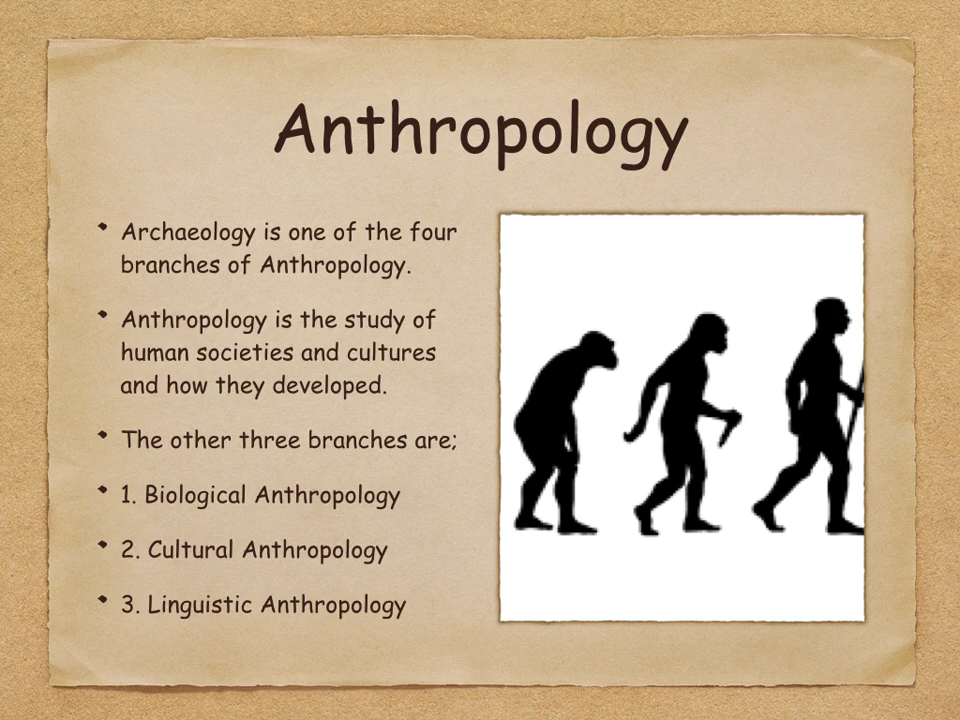 Anthropology
• Archaeology is one of the four
branches of Anthropology.
• Anthropology is the study of
human societies and cultures
and how they developed.
• The other three branches are;
• 1. Biological Anthropology
• 2. Cultural Anthropology
• 3. Linguistic Anthropology